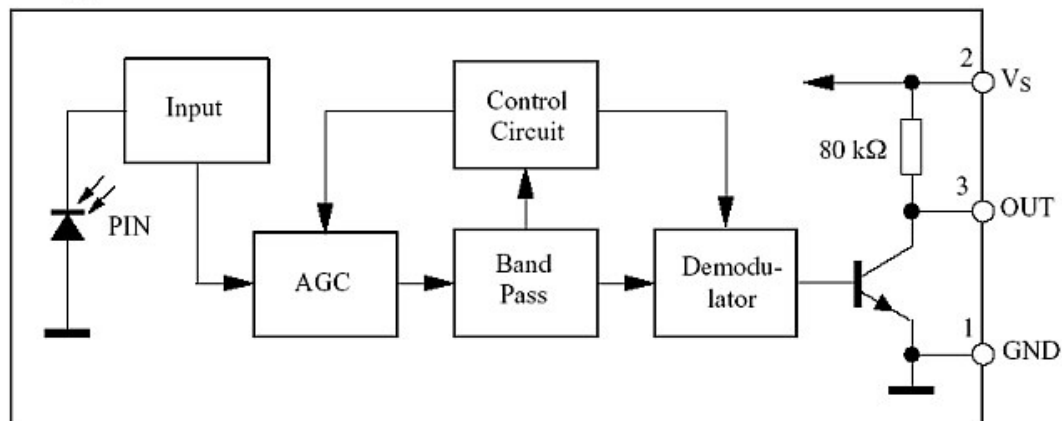 Input
Control
Circuit
2
V_S
80 kΩ
3
OUT
PIN
AGC
Band
Pass
Demodu-
lator
1
GND